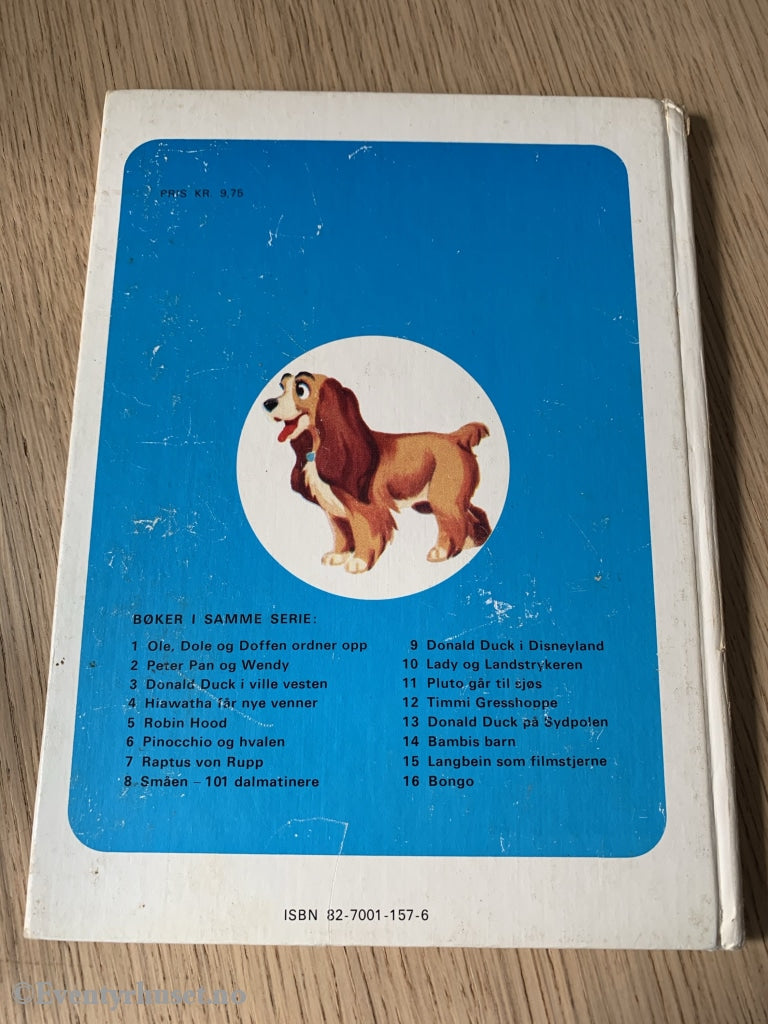 PRIS KR. 9,75
BØKER I SAMME SERIE:
1 Ole, Dole og Doffen ordner opp
2 Peter Pan og Wendy
3 Donald Duck i ville vesten
4 Hiawatha får nye venner
5 Robin Hood
6 Pinocchio og hvalen
7 Raptus von Rupp
8 Småen – 101 dalmatinere
9 Donald Duck i Disneyland
10 Lady og Landstrykeren
11 Pluto går til sjøs
12 Timmi Gresshoppe
13 Donald Duck på Sydpolen
14 Bambis barn
15 Langbein som filmstjerne
16 Bongo
ISBN 82-7001-157-6
©Eventyrhuset.no